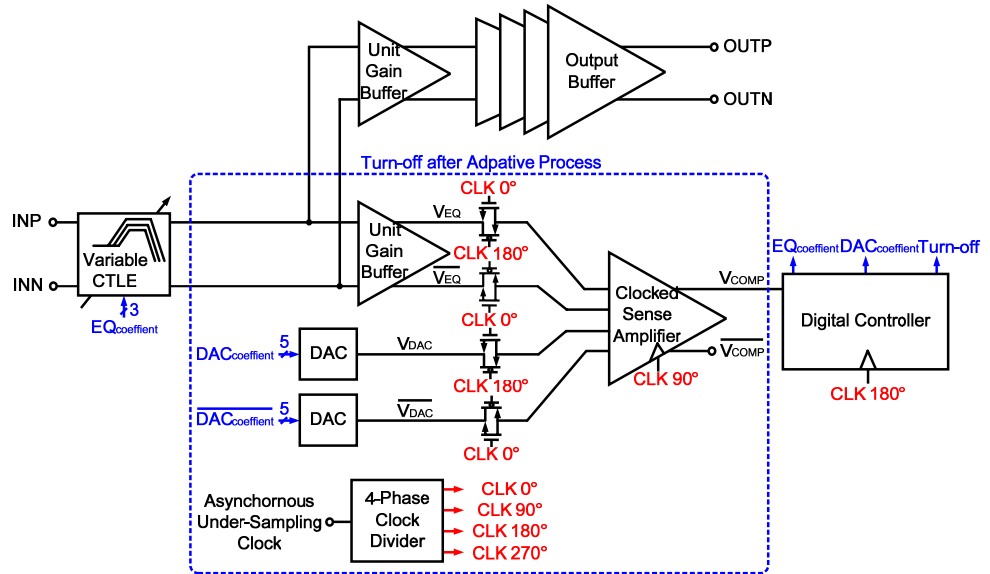 OUTP
Unit
Gain
Buffer
Output
Buffer
OUTN
Turn-off after Adpative Process
CLK 0°
INP
VEQ
Unit
Gain
Buffer
CLK 180°
Variable
CTLE
INN
VEQ
3
EQcoeffient
CLK 0°
Clocked
Sense
Amplifier
VCOMP
EQcoeffient DACcoeffient Turn-off
Digital Controller
CLK 180°
VCOMP
CLK 90°
DACcoeffient
5
DAC
VDAC
CLK 180°
DACcoeffient
5
DAC
VDAC
CLK 0°
Asynchornous
Under-Sampling
Clock
4-Phase
Clock
Divider
CLK 0°
CLK 90°
CLK 180°
CLK 270°